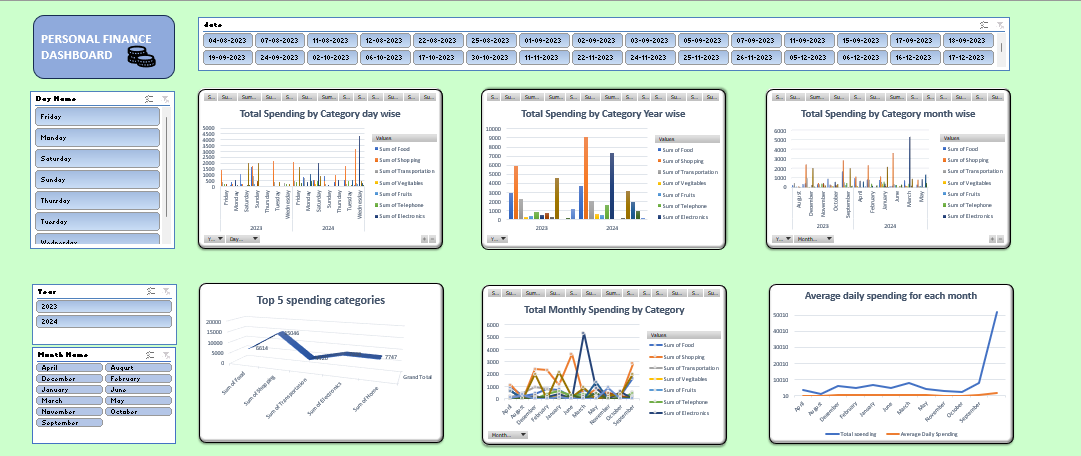 PERSONAL FINANCE
DASHBOARD
date
04-08-2023 07-08-2023 11-08-2023 12-08-2023 22-08-2023 25-08-2023 01-09-2023 02-09-2023 05-09-2023 07-09-2023 11-09-2023 15-09-2023 17-09-2023 18-09-2023
19-09-2023 24-09-2023 02-10-2023 06-10-2023 17-10-2023 30-10-2023 11-11-2023 22-11-2023 24-11-2023 25-11-2023 26-11-2023 05-12-2023 06-12-2023 16-12-2023 17-12-2023
Day Name
Friday
Monday
Saturday
Sunday
Thursday
Tuesday
Wednesday
Total Spending by Category day wise
5000
4500
4000
3500
3000
2500
2000
1500
1000
500
0
Friday Monday Saturday Sunday Thursday Tuesday Wednesday Friday Monday Saturday Sunday Thursday Tuesday Wednesday
2023 2024
Values
Sum of Food
Sum of Shopping
Sum of Transportation
Sum of Vegitables
Sum of Fruits
Sum of Telephone
Sum of Electronics
Y... Day...
Total Spending by Category Year wise
10000
9000
8000
7000
6000
5000
4000
3000
2000
1000
0
2023 2024
Values
Sum of Food
Sum of Shopping
Sum of Transportation
Sum of Vegitables
Sum of Fruits
Sum of Telephone
Sum of Electronics
Y...
Total Spending by Category month wise
6000
5000
4000
3000
2000
1000
0
August December November October September April February January June March May
2023 2024
Values
Sum of Food
Sum of Shopping
Sum of Transportation
Sum of Vegitables
Sum of Fruits
Sum of Telephone
Sum of Electronics
Y... Month...
Year
2023
2024
Month Name
April August
December February
January June
March May
November October
September
Top 5 spending categories
20000
15000
10000
5000
0
6614
15046
7747
Sum of Food Sum of Shopping Sum of Transportation Sum of Electronics Sum of Home
Grand Total
Total Monthly Spending by Category
6000
5000
4000
3000
2000
1000
0
April August December February January June March May November October September
Values
Sum of Food
Sum of Shopping
Sum of Transportation
Sum of Vegitables
Sum of Fruits
Sum of Telephone
Sum of Electronics
Month...
Average daily spending for each month
50010
40010
30010
20010
10010
10
April August December February January June March May November October September
Total spending Average Daily Spending